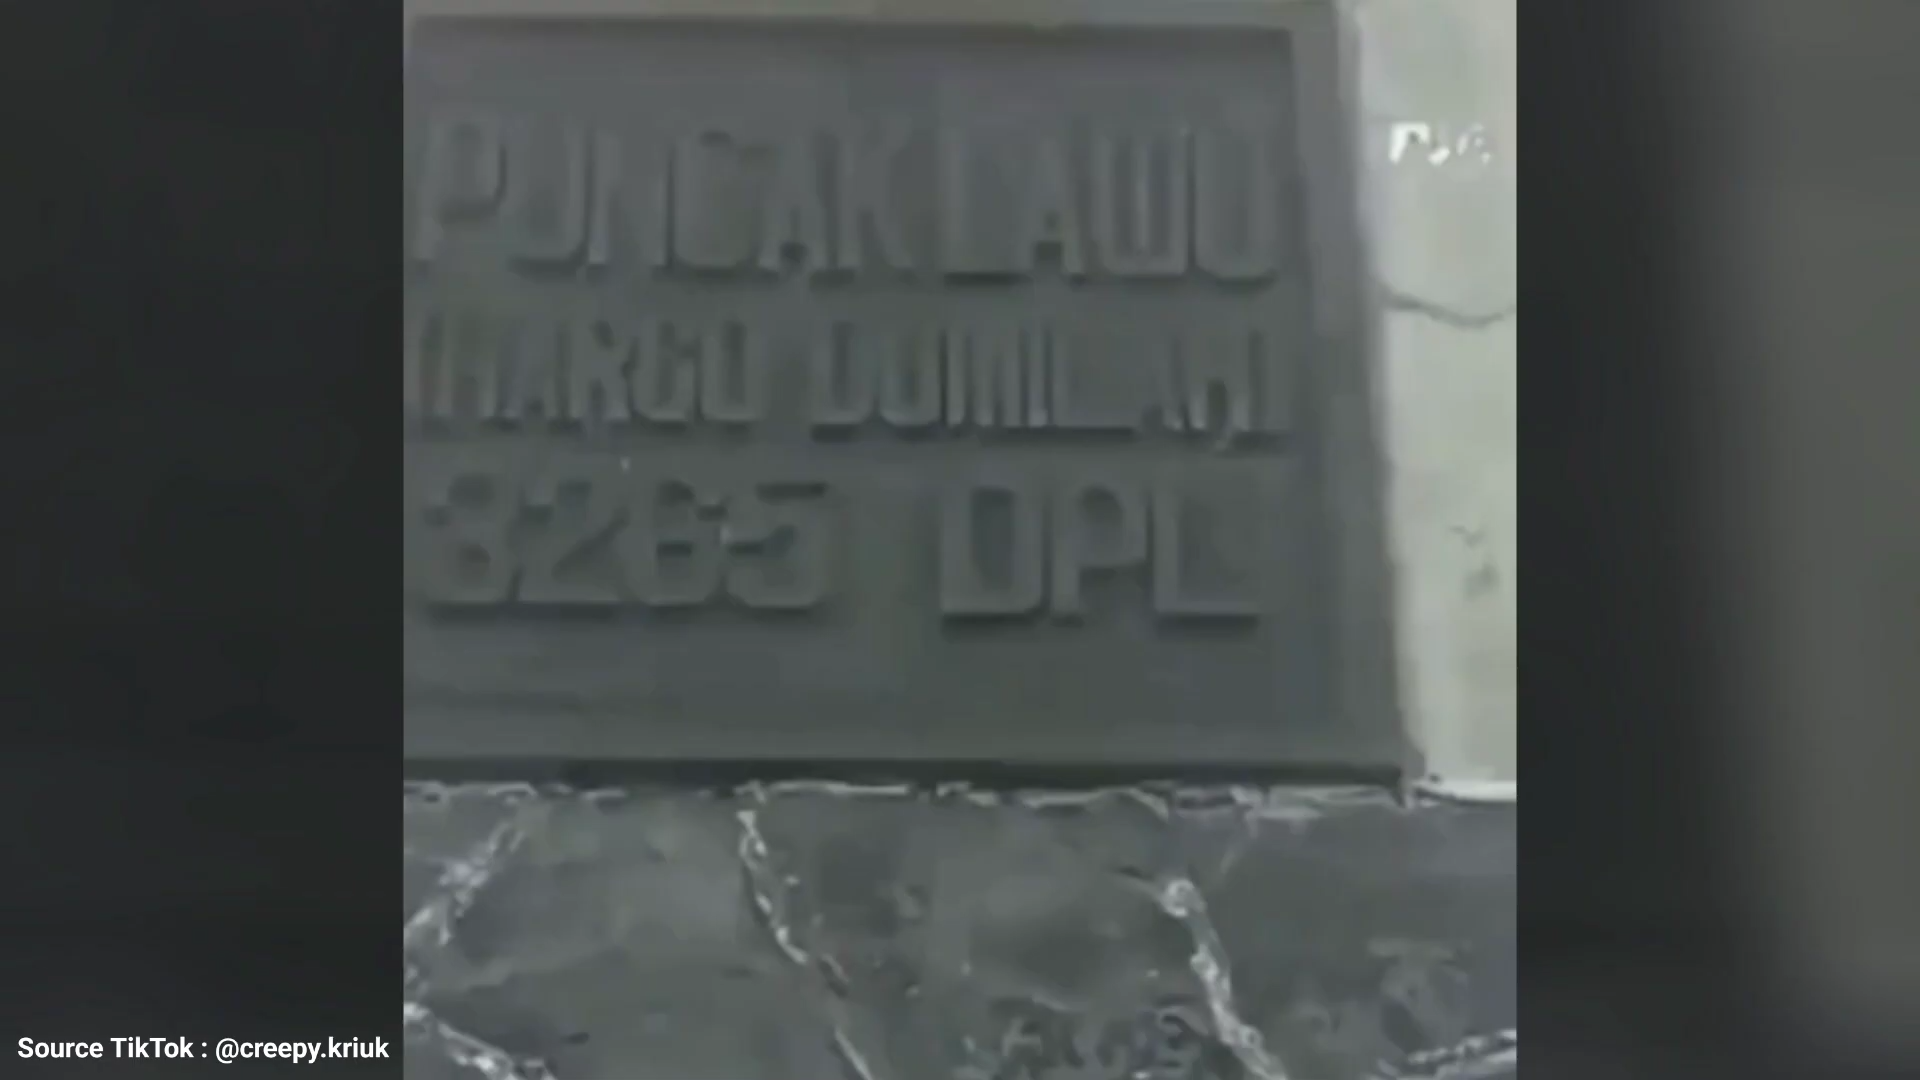 PUNCAK LAWU
HARGO DUMILAH
3265 DPL
Source TikTok : @creepy.kriuk